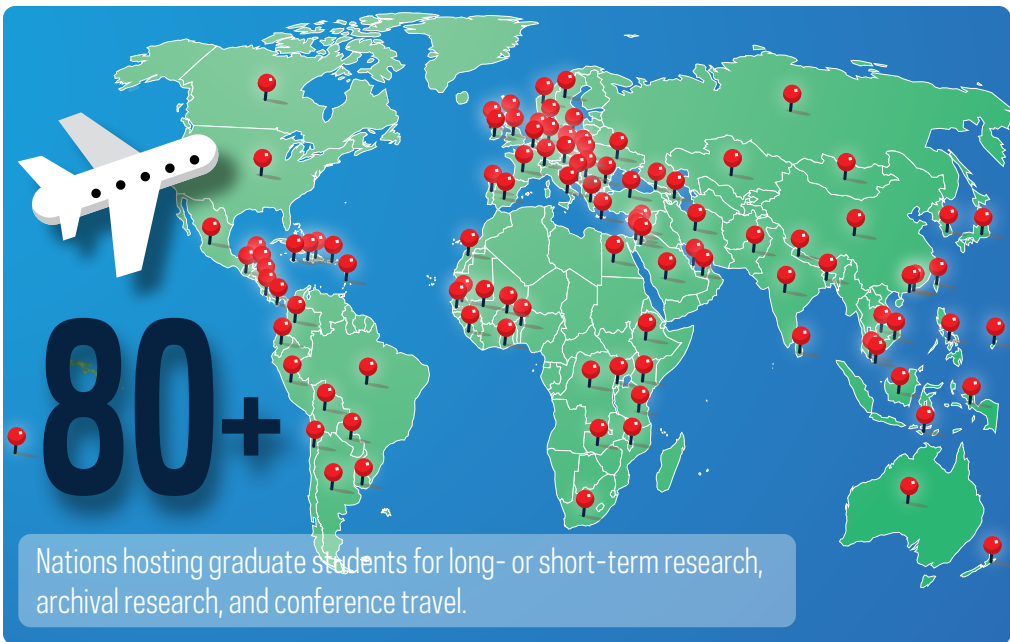 80+
Nations hosting graduate students for long- or short-term research,
archival research, and conference travel.